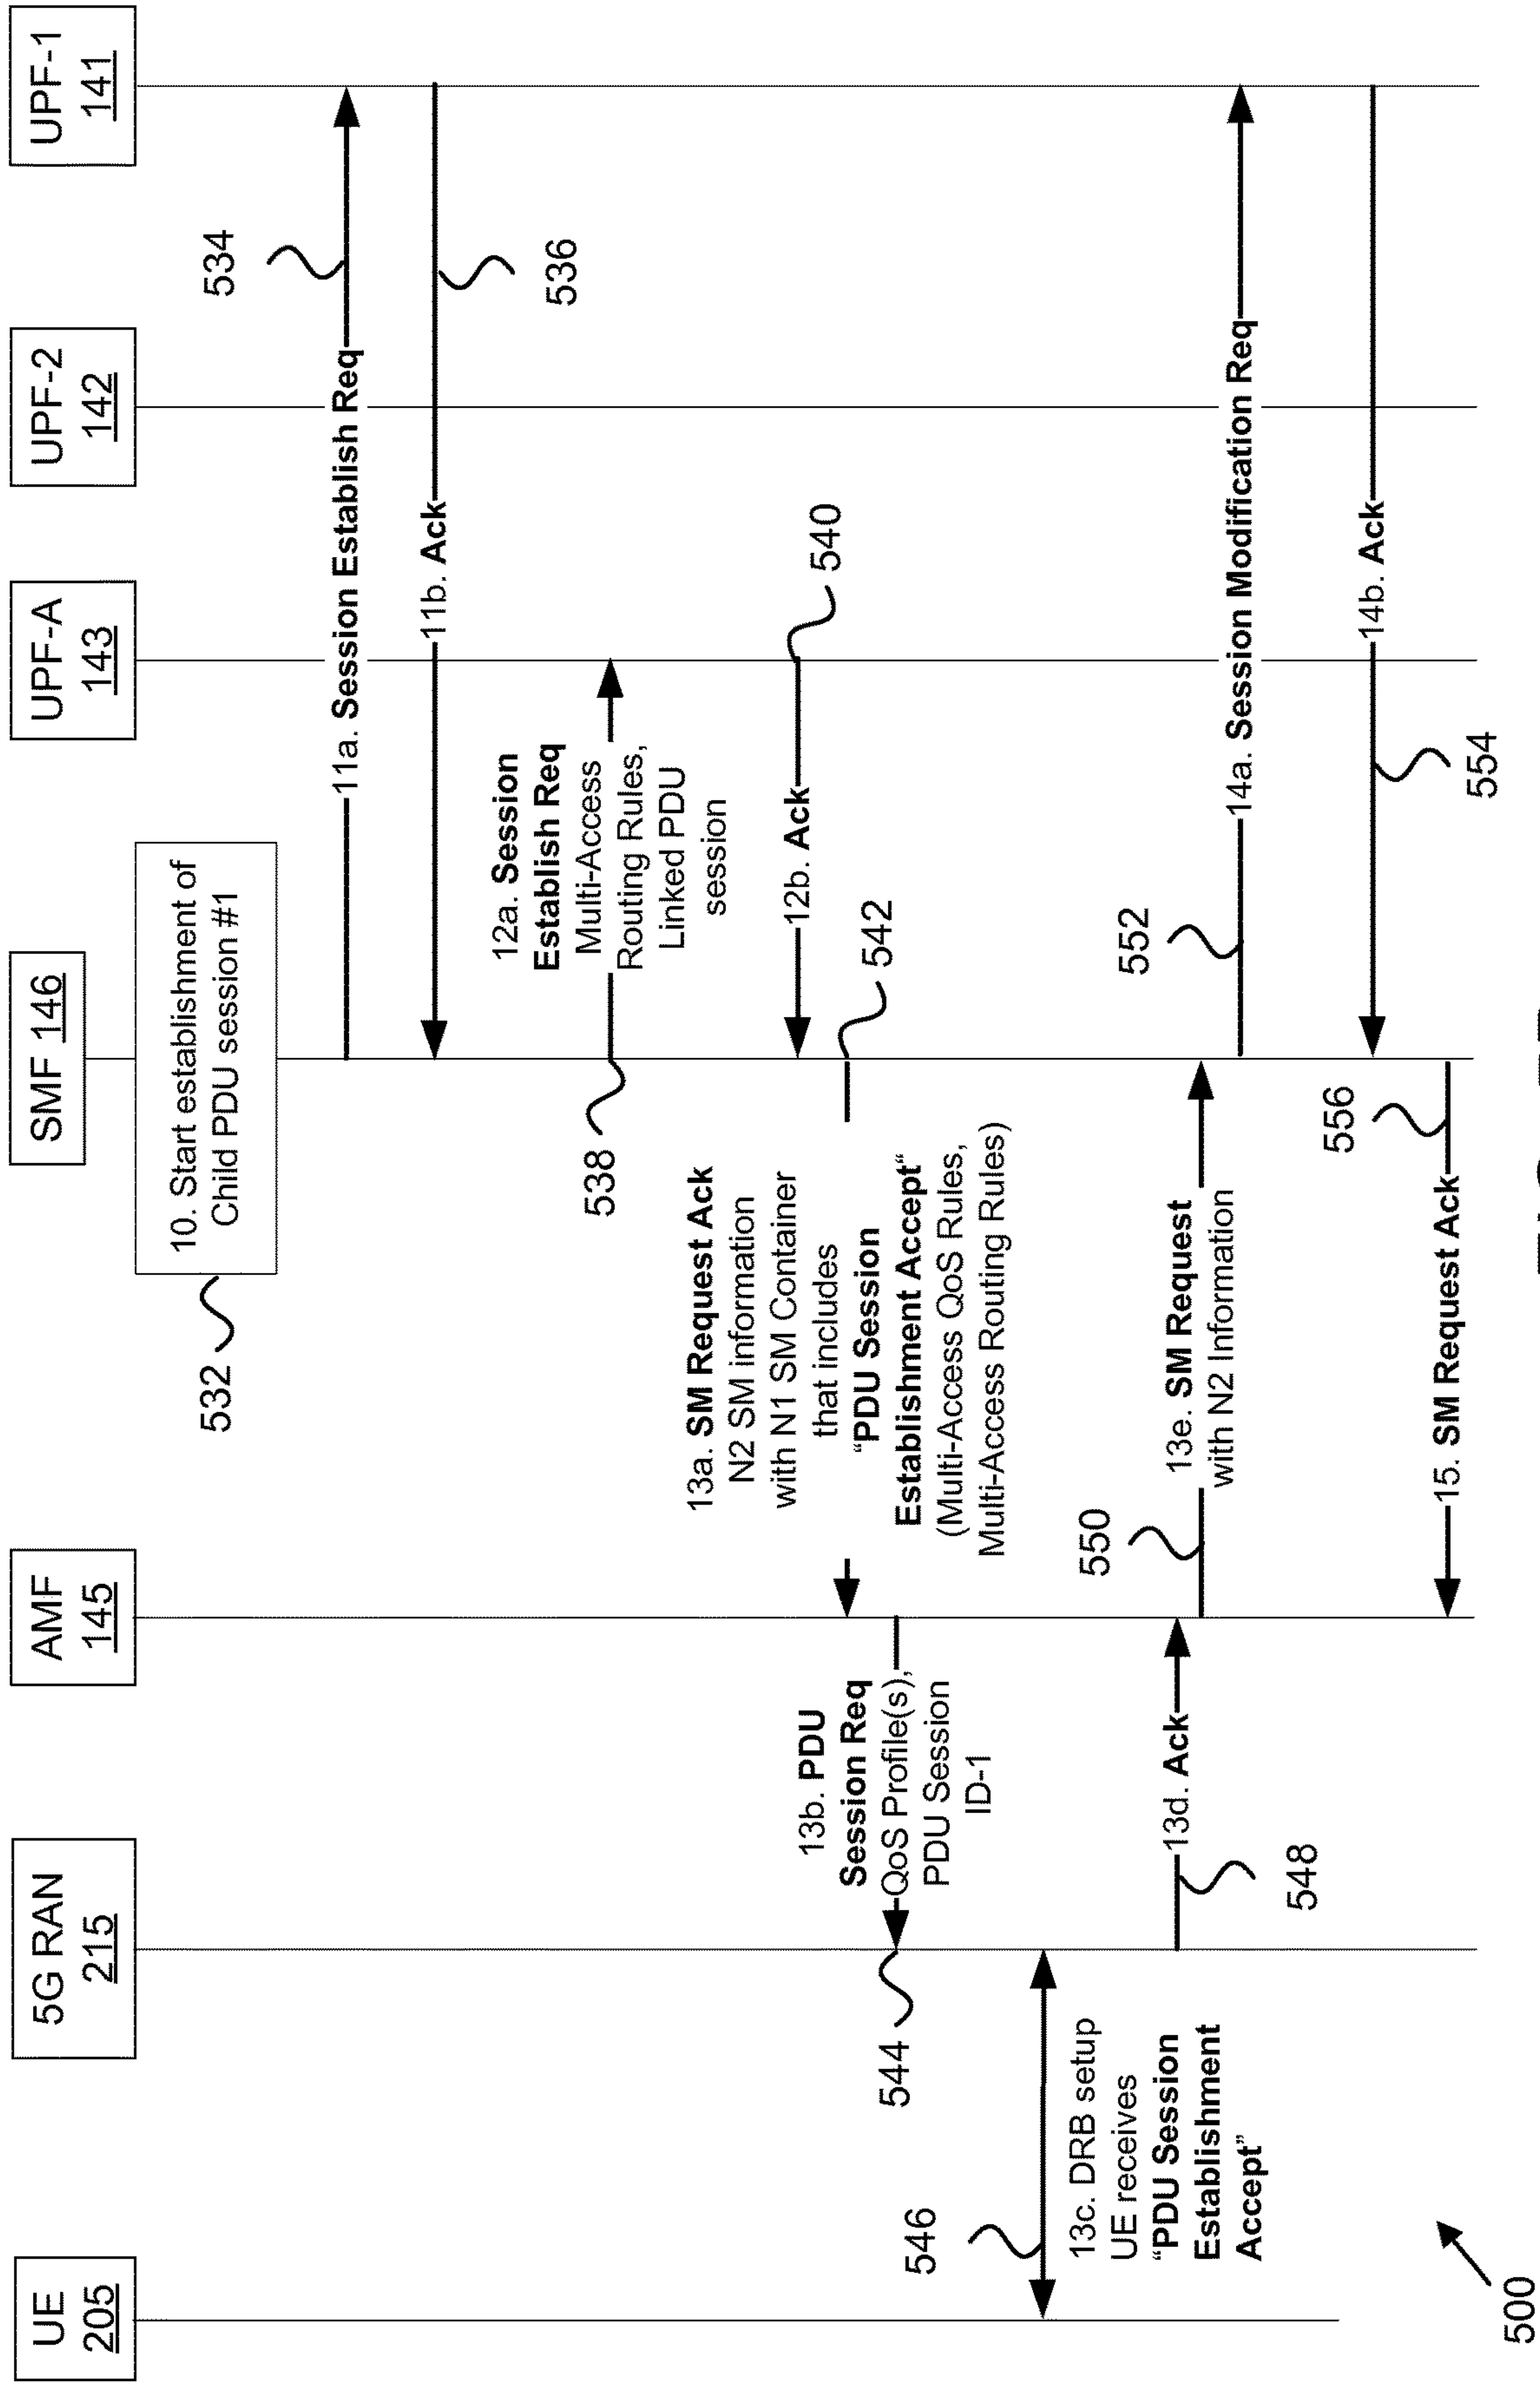 UE
205
5G RAN
215
AMF
145
SMF 146
UPF-A
143
UPF-2
142
UPF-1
141
10. Start establishment of
Child PDU session #1
532
11a. Session Establish Req
534
11b. Ack
536
12a. Session
Establish Req
Multi-Access
Routing Rules,
Linked PDU
session
538
12b. Ack
540
542
13a. SM Request Ack
N2 SM information
with N1 SM Container
that includes
“PDU Session
Establishment Accept“
(Multi-Access QoS Rules,
Multi-Access Routing Rules)
13b. PDU
Session Req
QoS Profile(s),
PDU Session
ID-1
544
546
13c. DRB setup
UE receives
“PDU Session
Establishment
Accept”
13d. Ack
548
550
13e. SM Request
with N2 Information
552
14a. Session Modification Req
14b. Ack
554
556
15. SM Request Ack
500